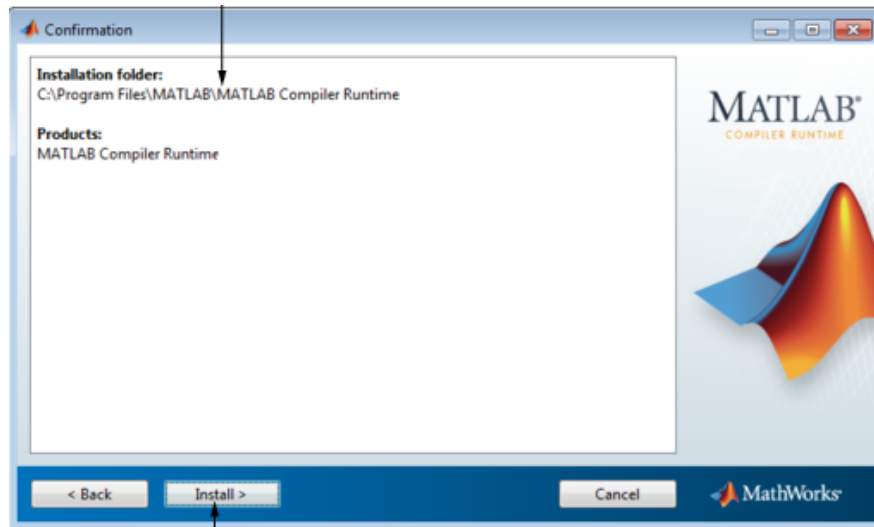 Confirmation
Installation folder:
C:\Program Files\MATLAB\MATLAB Compiler Runtime
Products:
MATLAB Compiler Runtime
MATLAB®
COMPILER RUNTIME
< Back
Install >
Cancel
MathWorks®